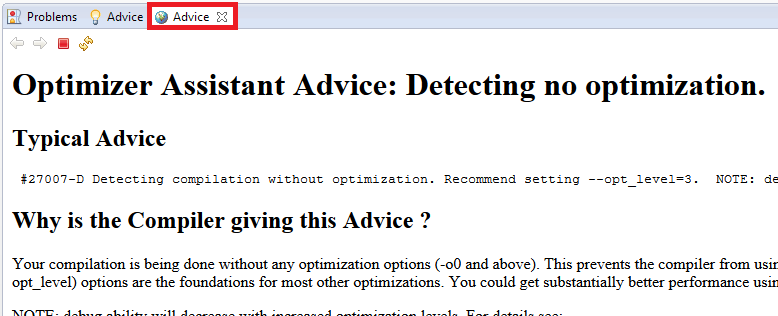 Problems Advice Advice
Optimizer Assistant Advice: Detecting no optimization.
Typical Advice
#27007-D Detecting compilation without optimization. Recommend setting --opt_level=3. NOTE: de
Why is the Compiler giving this Advice ?
Your compilation is being done without any optimization options (-o0 and above). This prevents the compiler from usin
opt_level) options are the foundations for most other optimizations. You could get substantially better performance usin
NOTE: debug ability will decrease with increased optimization levels. For details see: